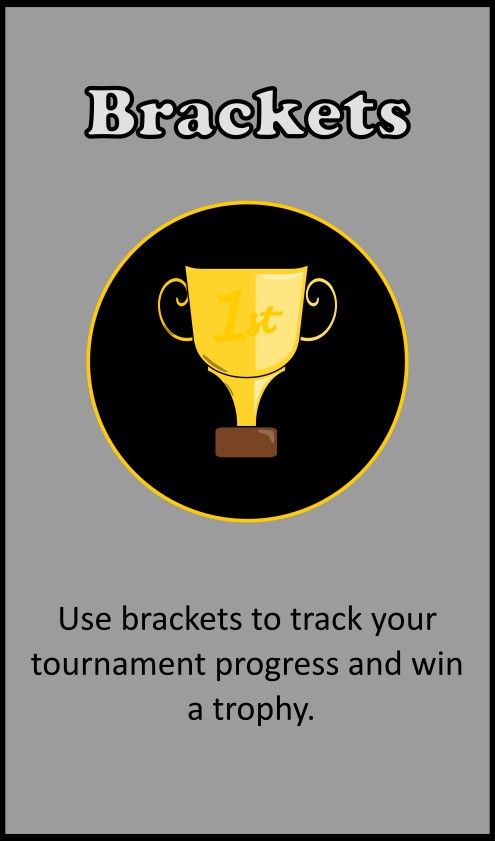 Brackets
1st
Use brackets to track your
tournament progress and win
a trophy.